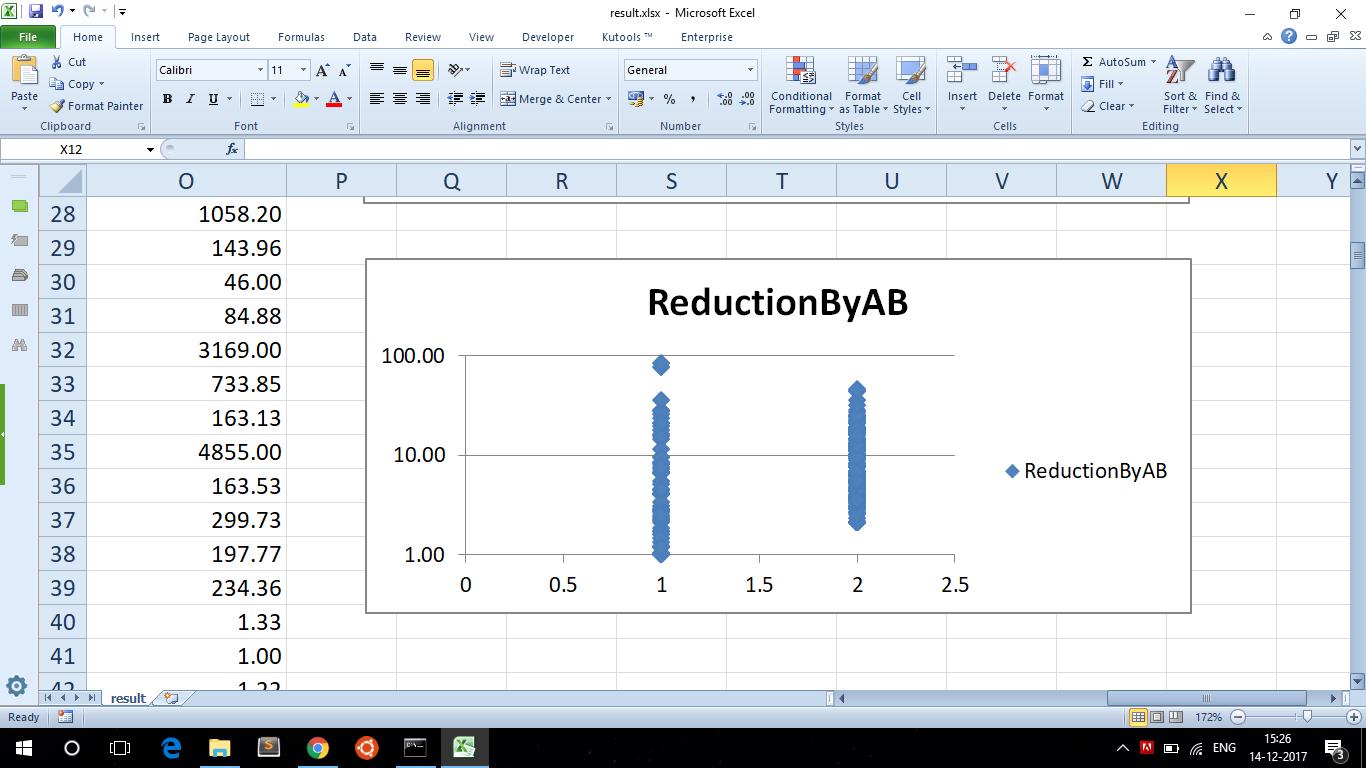 result.xlsx - Microsoft Excel
File Home Insert Page Layout Formulas Data Review View Developer Kutools ™ Enterprise
Paste
Cut
Copy
Format Painter
Clipboard
Calibri 11
B I U
Font
Wrap Text
Merge & Center
Alignment
General
Number
Conditional Formatting
Format as Table
Cell Styles
Styles
Insert Delete Format
Cells
AutoSum
Fill
Clear
Sort & Filter
Find & Select
Editing
X12 fx
O P Q R S T U V W X Y
28 1058.20
29 143.96
30 46.00
31 84.88
32 3169.00
33 733.85
34 163.13
35 4855.00
36 163.53
37 299.73
38 197.77
39 234.36
40 1.33
41 1.00
42 1.22
ReductionByAB
100.00
10.00
1.00
0 0.5 1 1.5 2 2.5
ReductionByAB
result
Ready 172%
ENG 15:26
14-12-2017
3